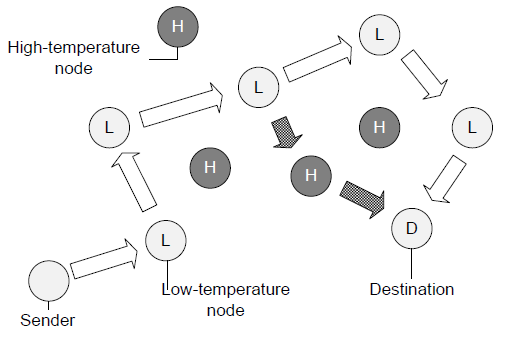 H
High-temperature
node
L
L
L
H
L
L
H
H
L
D
Low-temperature
node
Destination
Sender